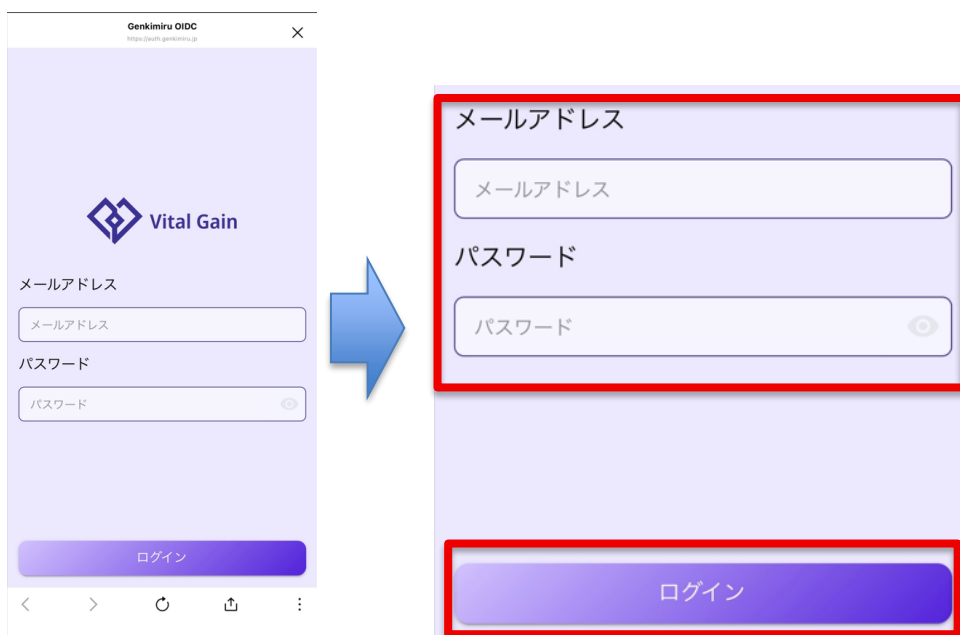 Genkimiru OIDC
https://auth.genkimiru.jp
Vital Gain
メールアドレス
メールアドレス
パスワード
パスワード
ログイン
メールアドレス
メールアドレス
パスワード
パスワード
ログイン